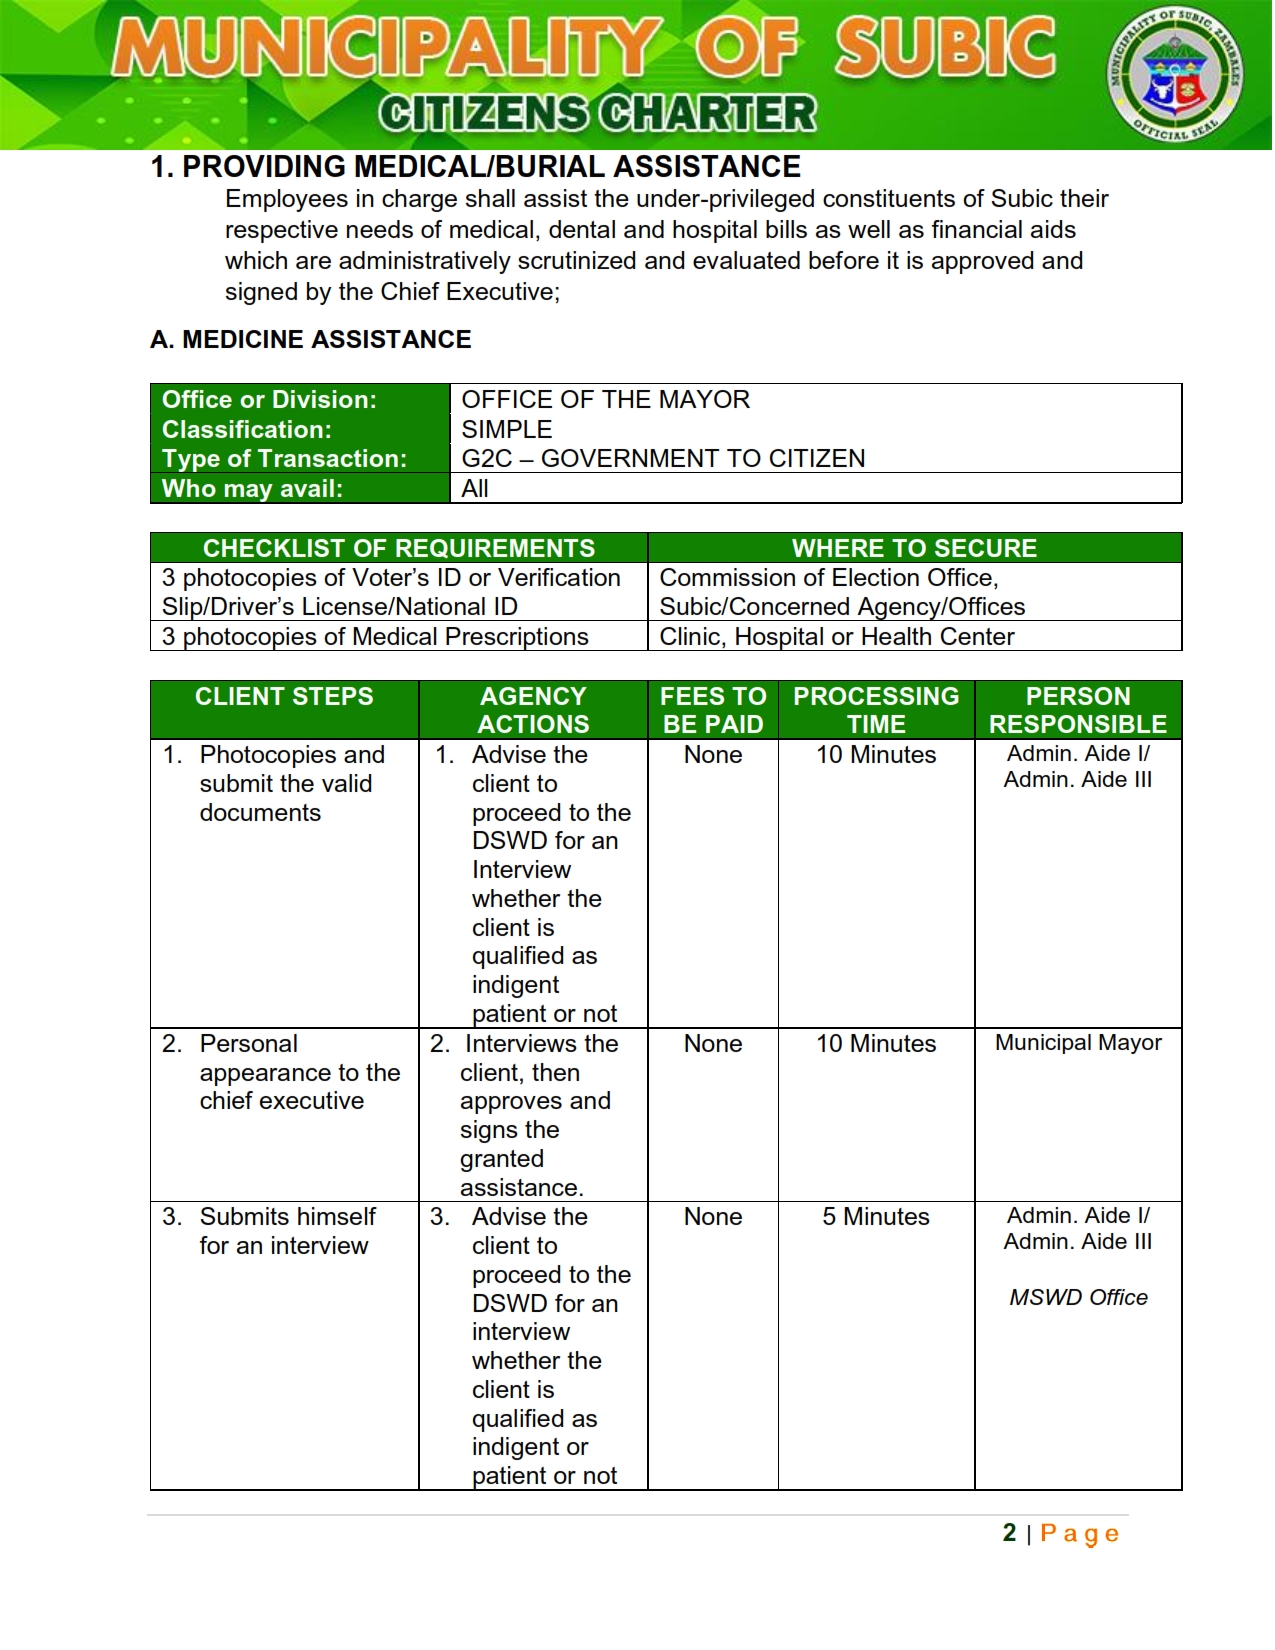 MUNICIPALITY OF SUBIC
CITIZENS CHARTER
MUNICIPALITY OF SUBIC, ZAMBALES
OFFICIAL SEAL
1. PROVIDING MEDICAL/BURIAL ASSISTANCE
Employees in charge shall assist the under-privileged constituents of Subic their
respective needs of medical, dental and hospital bills as well as financial aids
which are administratively scrutinized and evaluated before it is approved and
signed by the Chief Executive;
A. MEDICINE ASSISTANCE
Office or Division: OFFICE OF THE MAYOR
Classification: SIMPLE
Type of Transaction: G2C – GOVERNMENT TO CITIZEN
Who may avail: All
CHECKLIST OF REQUIREMENTS WHERE TO SECURE
3 photocopies of Voter’s ID or Verification
Slip/Driver’s License/National ID
Commission of Election Office,
Subic/Concerned Agency/Offices
3 photocopies of Medical Prescriptions Clinic, Hospital or Health Center
CLIENT STEPS
AGENCY
ACTIONS
FEES TO
BE PAID
PROCESSING
TIME
PERSON
RESPONSIBLE
1. Photocopies and
submit the valid
documents
1. Advise the
client to
proceed to the
DSWD for an
Interview
whether the
client is
qualified as
indigent
patient or not
None
10 Minutes
Admin. Aide I/
Admin. Aide III
2. Personal
appearance to the
chief executive
2. Interviews the
client, then
approves and
signs the
granted
assistance.
None
10 Minutes
Municipal Mayor
3. Submits himself
for an interview
3. Advise the
client to
proceed to the
DSWD for an
interview
whether the
client is
qualified as
indigent or
patient or not
None
5 Minutes
Admin. Aide I/
Admin. Aide III
MSWD Office
2 | Page